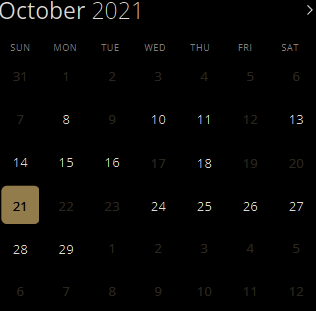 October 2021
SUN MON TUE WED THU FRI SAT
31 1 2 3 4 5 6
7 8 9 10 11 12 13
14 15 16 17 18 19 20
21 22 23 24 25 26 27
28 29 1 2 3 4 5
6 7 8 9 10 11 12